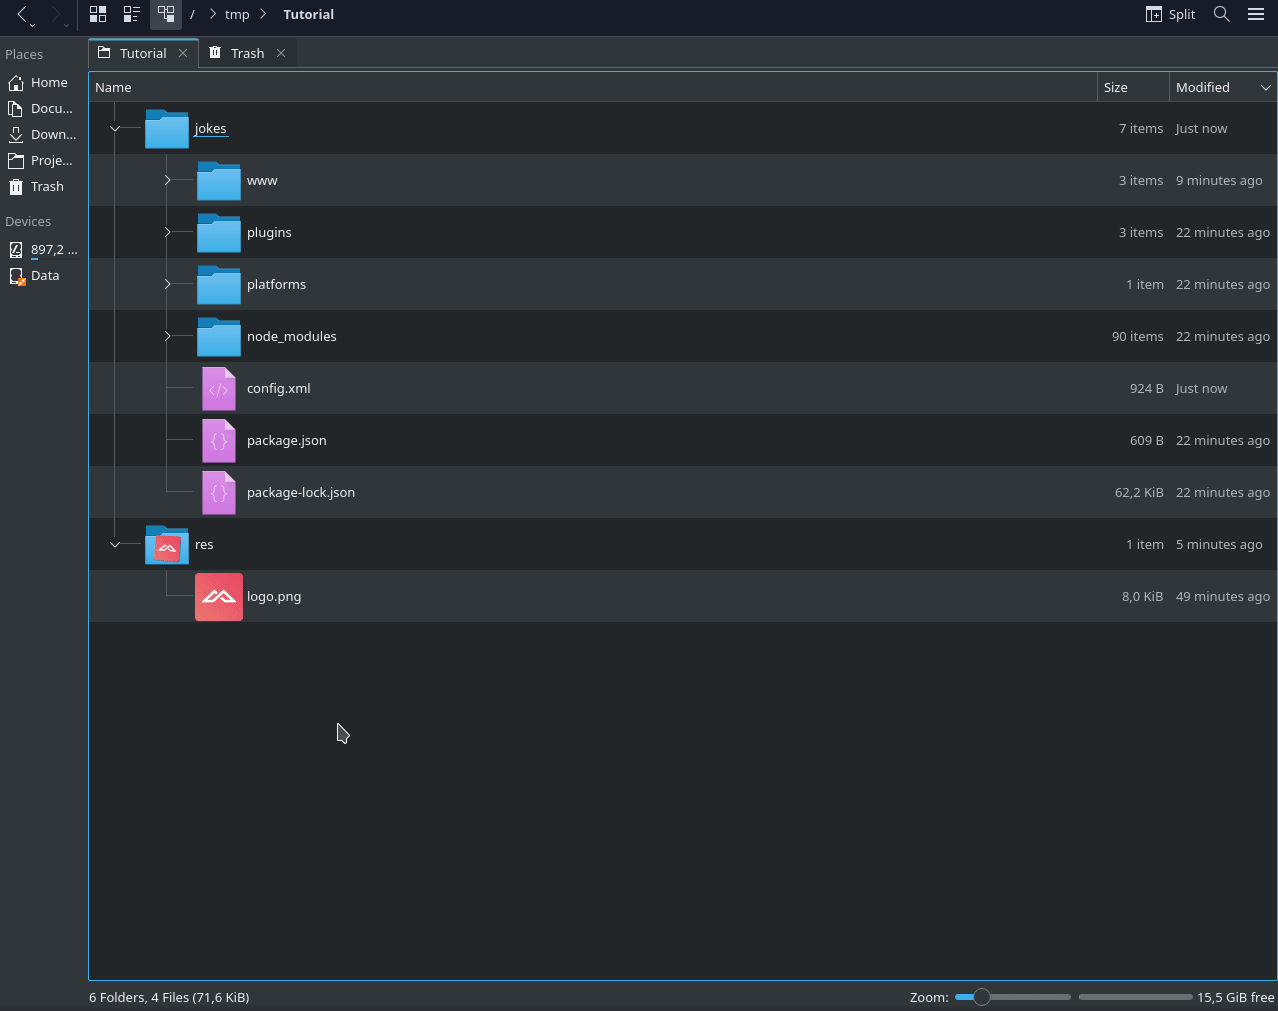 / > tmp > Tutorial Split
Places
Tutorial Trash
Home
Docu...
Down...
Proje...
Trash
Devices
897,2 ...
Data
Name Size Modified
jokes 7 items Just now
www 3 items 9 minutes ago
plugins 3 items 22 minutes ago
platforms 1 item 22 minutes ago
node_modules 90 items 22 minutes ago
config.xml 924 B Just now
package.json 609 B 22 minutes ago
package-lock.json 62,2 KiB 22 minutes ago
res 1 item 5 minutes ago
logo.png 8,0 KiB 49 minutes ago
6 Folders, 4 Files (71,6 KiB) Zoom: 15,5 GiB free